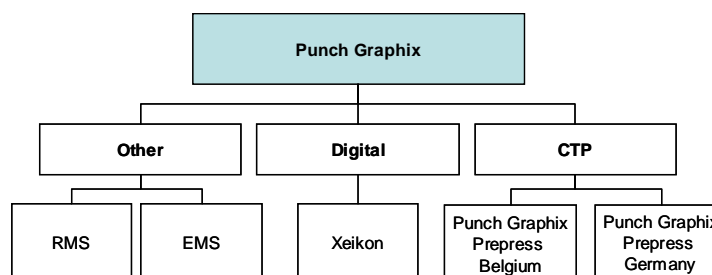 Punch Graphix
Other
Digital
CTP
RMS
EMS
Xeikon
Punch Graphix
Prepress
Belgium
Punch Graphix
Prepress
Germany